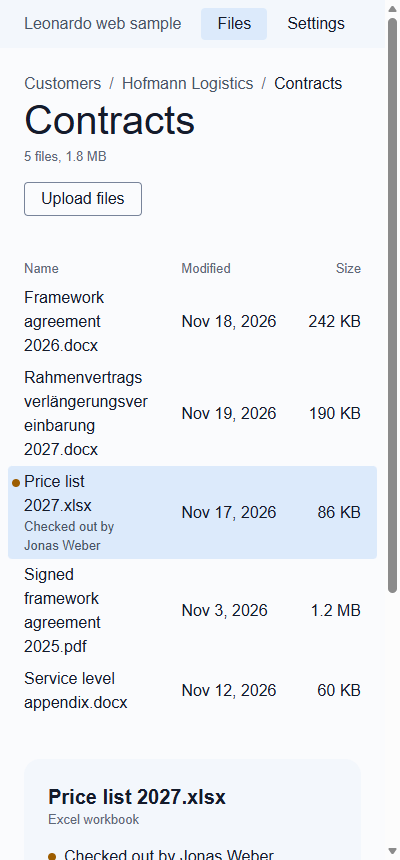 Leonardo web sample Files Settings
Customers / Hofmann Logistics / Contracts
Contracts
5 files, 1.8 MB
Upload files
Name Modified Size
Framework
agreement
2026.docx
Nov 18, 2026 242 KB
Rahmenvertrags
verlängerungsver
einbarung
2027.docx
Nov 19, 2026 190 KB
Price list
2027.xlsx
Checked out by
Jonas Weber
Nov 17, 2026 86 KB
Signed
framework
agreement
2025.pdf
Nov 3, 2026 1.2 MB
Service level
appendix.docx
Nov 12, 2026 60 KB
Price list 2027.xlsx
Excel workbook
Checked out by Jonas Weber